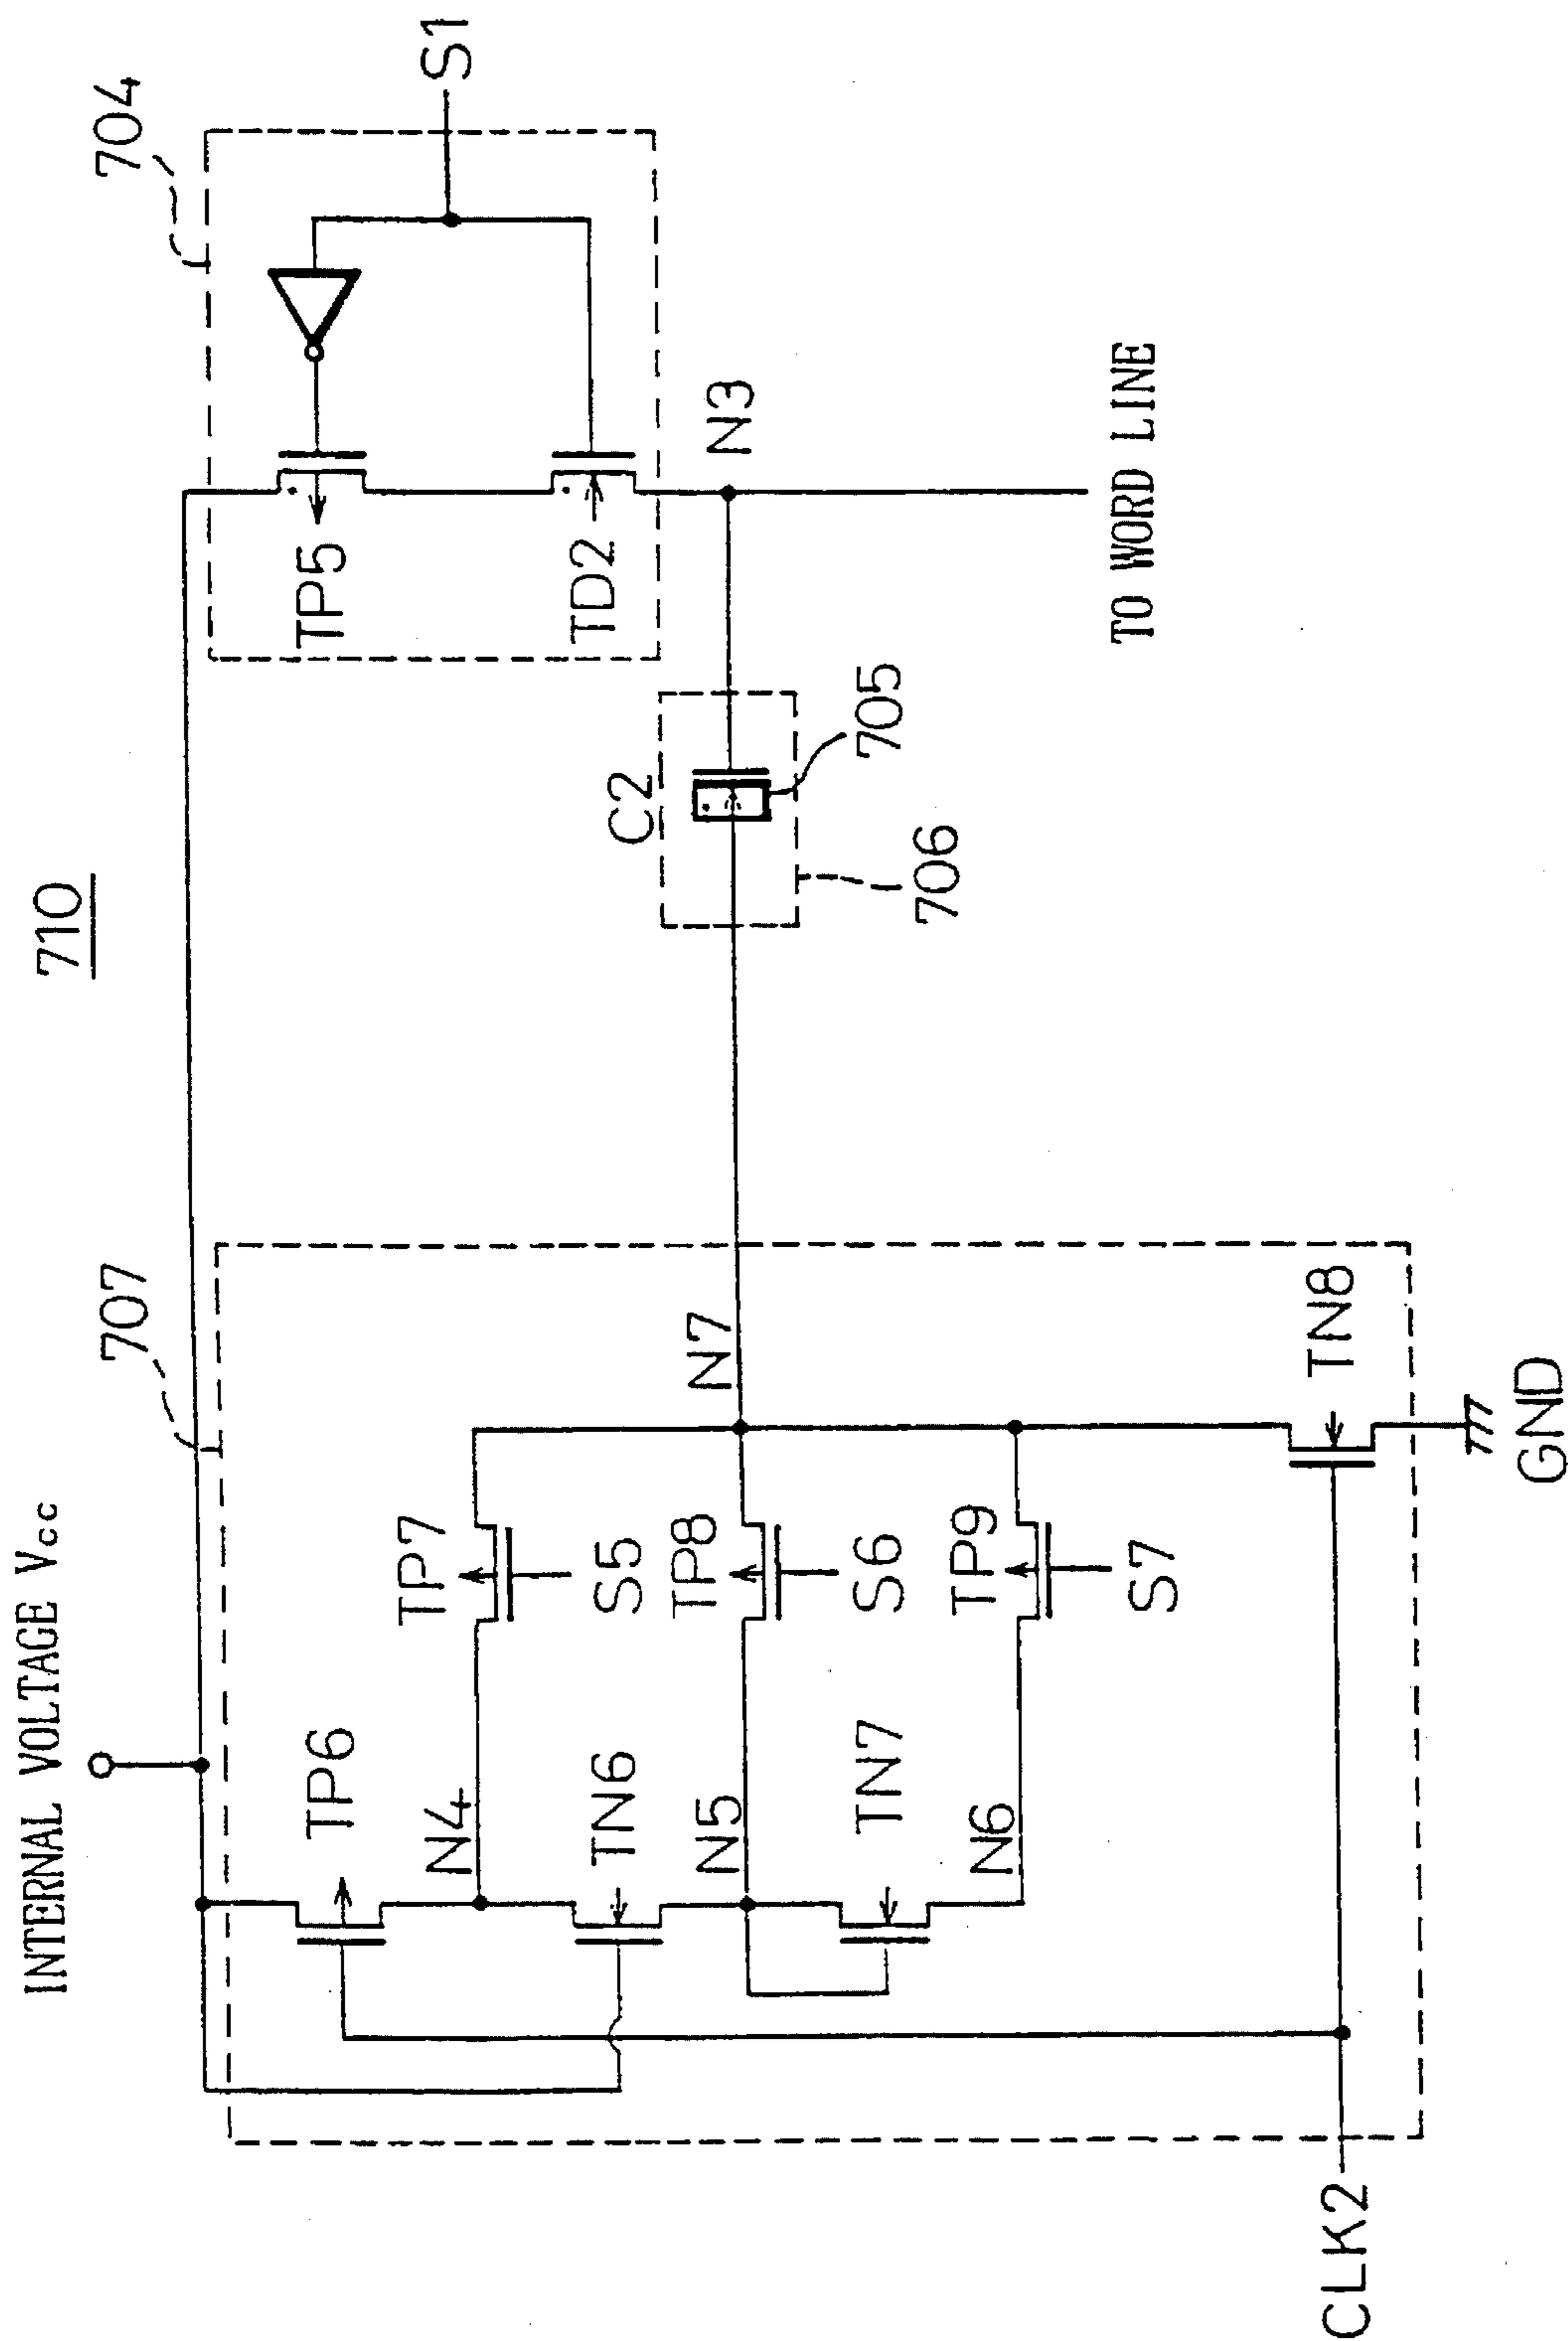 710
INTERNAL VOLTAGE Vcc
707
704
S1
TP6
TP5
N4
TP7
S5
TD2
C2
TN6
N5
TP8
S6
N7
N3
705
706
TN7
N6
TP9
S7
TO WORD LINE
TN8
CLK2
GND